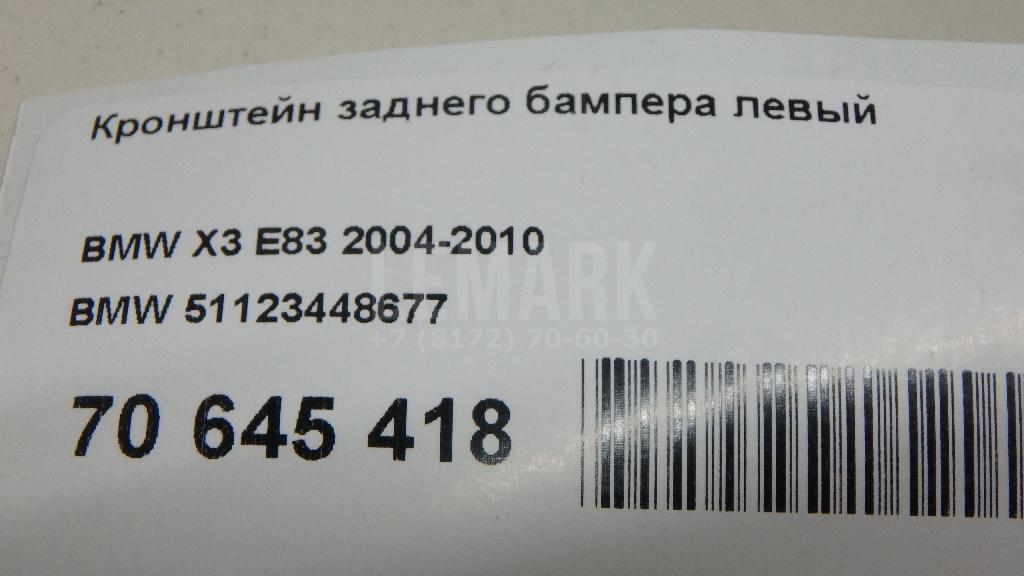 Кронштейн заднего бампера левый
BMW X3 E83 2004-2010
BMW 51123448677
LEMARK
+7 (8172) 70-60-30
70 645 418